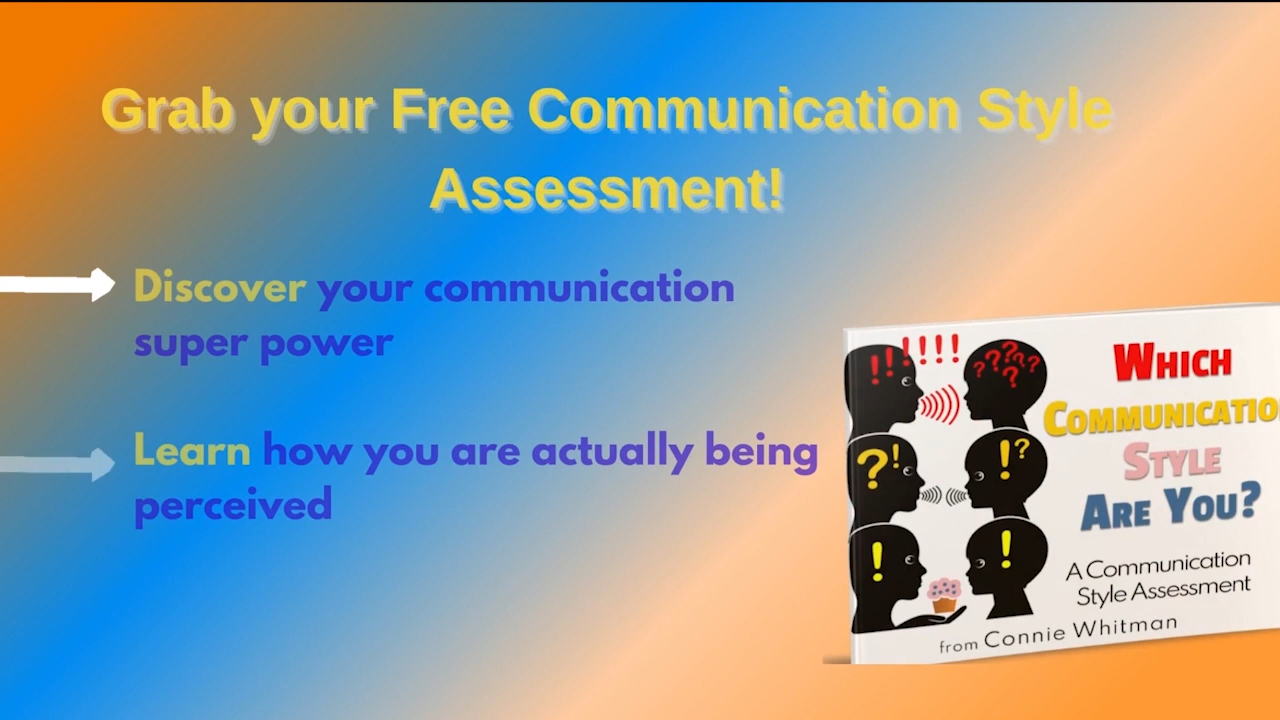 Grab your Free Communication Style
Assessment!
Discover your communication
super power
Learn how you are actually being
perceived
!! !!!! ? ? ? ? ? ?
?! !?
! !
WHICH
COMMUNICATIO
STYLE
ARE YOU?
A Communication
Style Assessment
from Connie Whitman